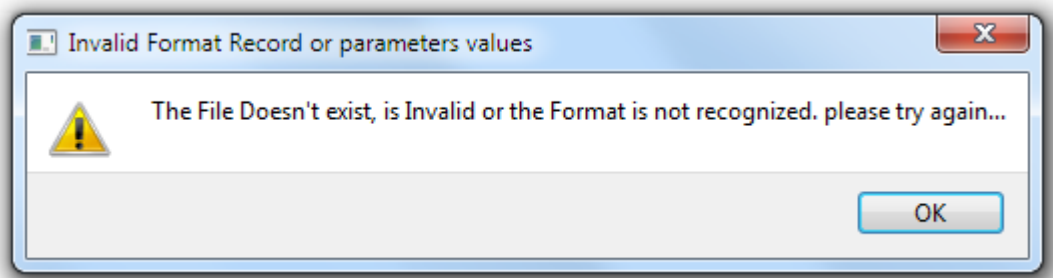 Invalid Format Record or parameters values
The File Doesn't exist, is Invalid or the Format is not recognized. please try again...
OK